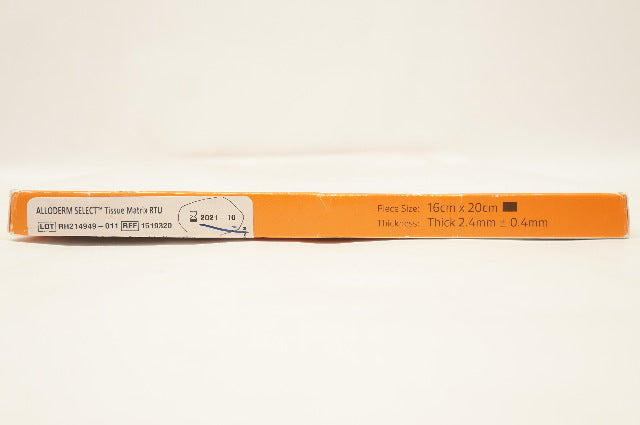 ALLODERM SELECT™ Tissue Matrix RTU
LOT RH214949-011 REF 1519320
2021 - 10
Piece Size: 16cm x 20cm
Thickness: Thick 2.4mm ± 0.4mm